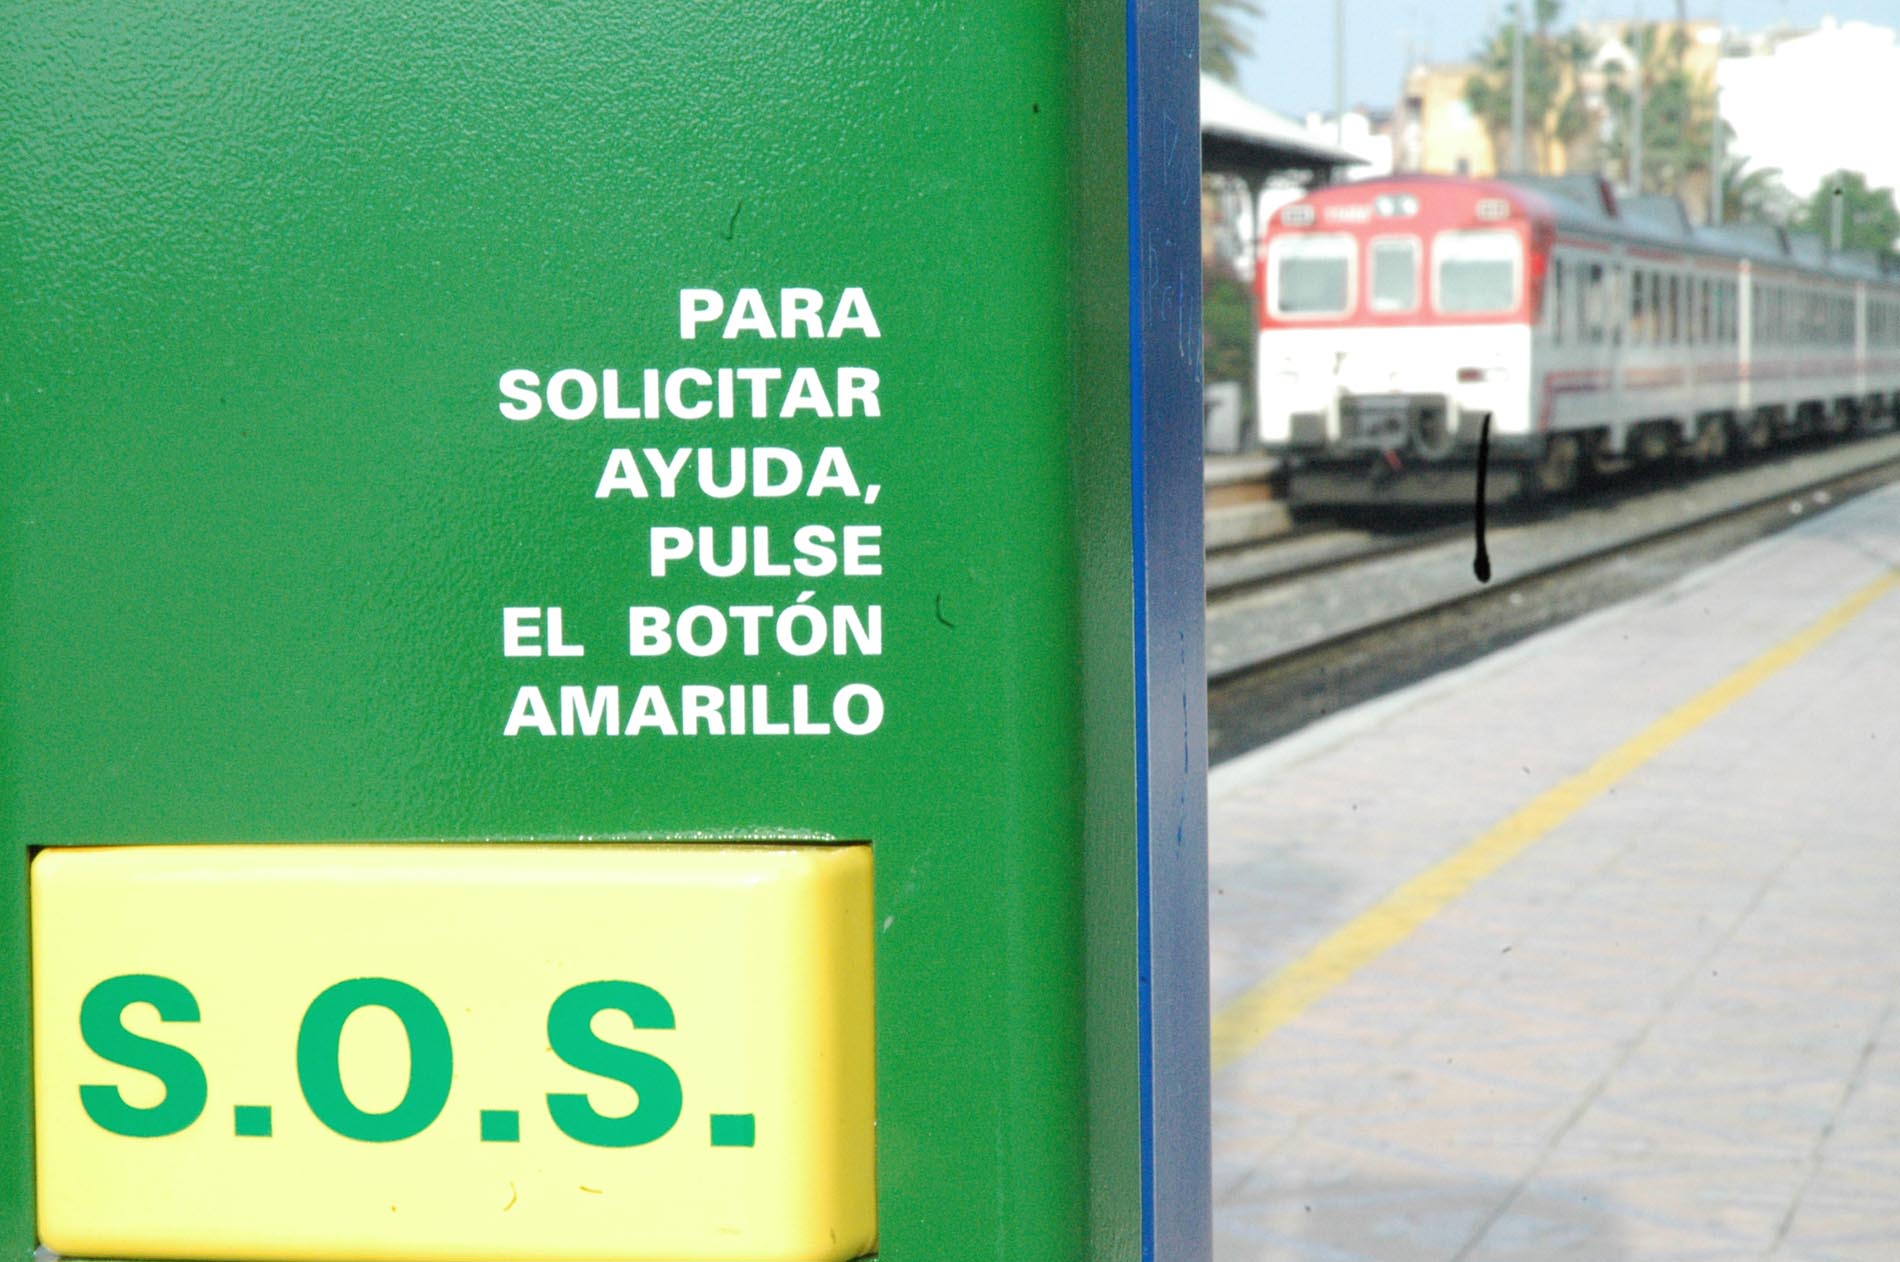 PARA
SOLICITAR
AYUDA,
PULSE
EL BOTÓN
AMARILLO
S.O.S.